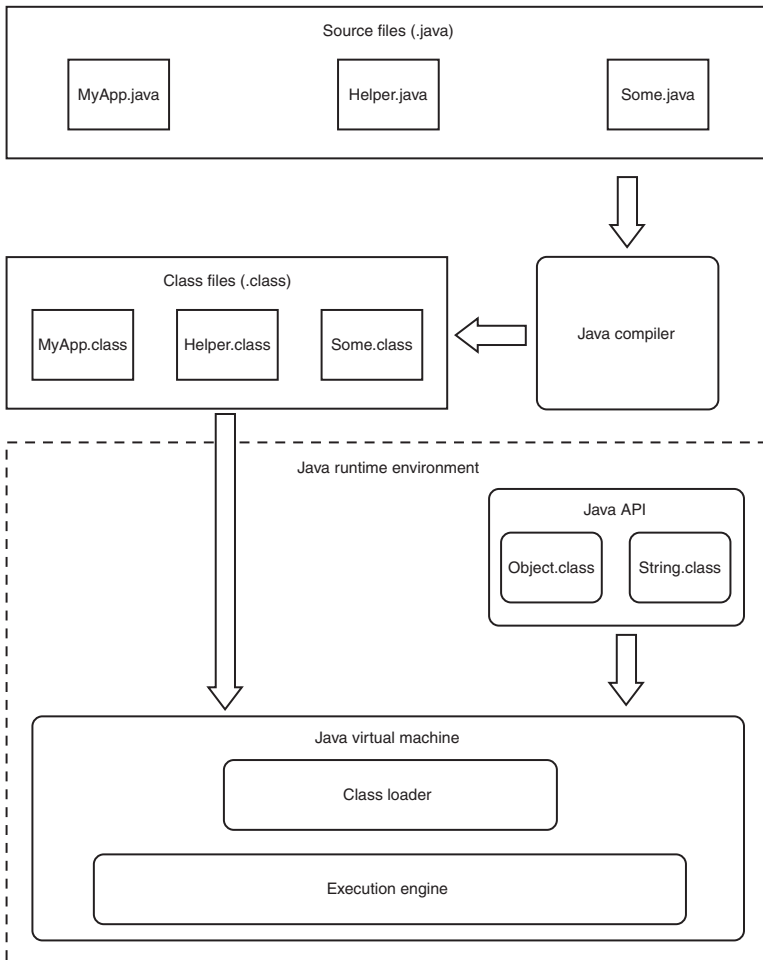 Source files (.java)
MyApp.java
Helper.java
Some.java
Class files (.class)
MyApp.class
Helper.class
Some.class
Java compiler
Java runtime environment
Java API
Object.class
String.class
Java virtual machine
Class loader
Execution engine